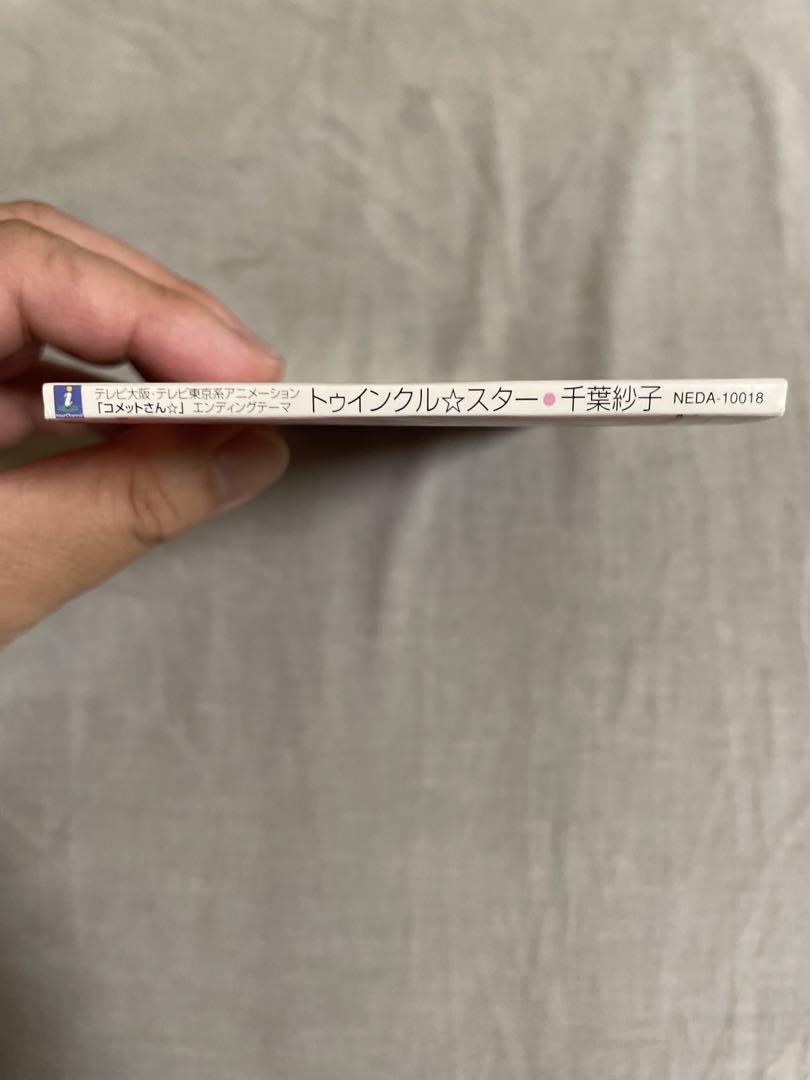 テレビ大阪・テレビ東京系アニメーション
「コメットさん☆」エンディングテーマ
トゥインクル☆スター●千葉紗子 NEDA-10018